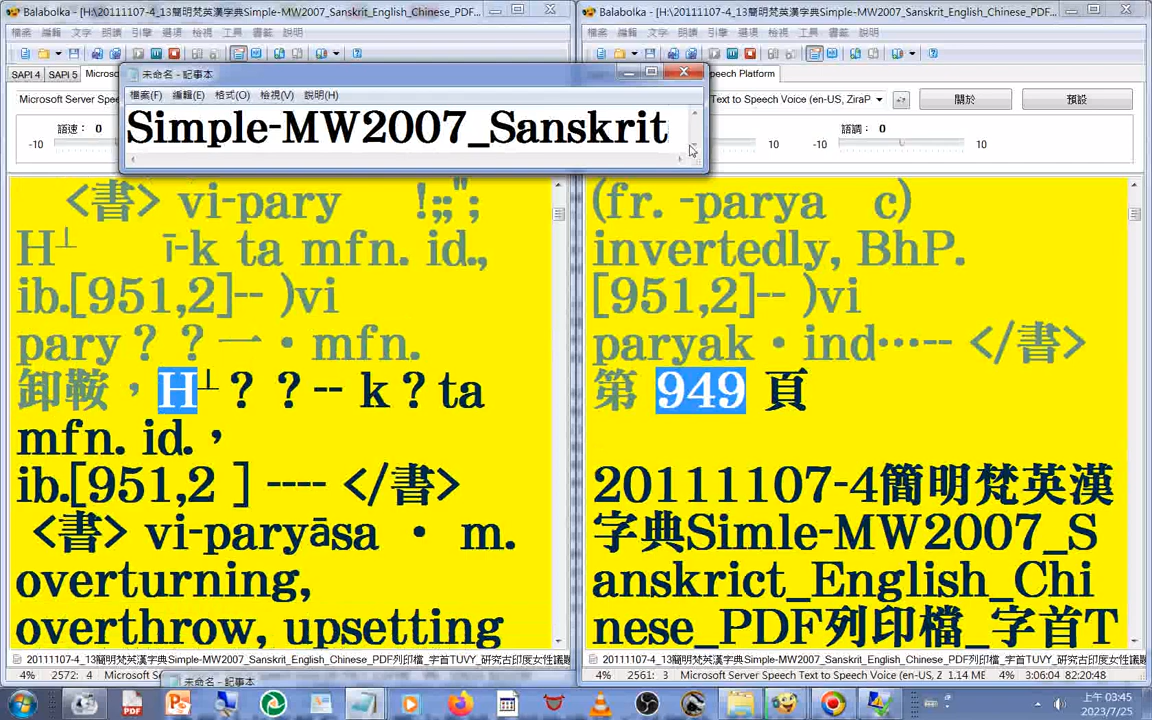 Balabolka - [H:\20111107-4_13簡明梵英漢字典Simple-MW2007_Sanskrit_English_Chinese_PDF...
檔案 編輯 文字 朗讀 引擎 選項 檢視 工具 書籤 說明
SAPI 4 SAPI 5 Micros
Microsoft Server Spe
語速： 0
-10
未命名 - 記事本
檔案(F) 編輯(E) 格式(O) 檢視(V) 說明(H)
Simple-MW2007_Sanskrit
<書> vi-pary !;;";
H⊥ ī-k ta mfn. id.,
ib.[951,2]-- )vi
pary？？一・mfn.
卸鞍，H⊥？？-- k？ta
mfn. id.，
ib.[951,2 ] ---- </書>
<書> vi-paryāsa ・ m.
overturning,
overthrow, upsetting
20111107-4_13簡明梵英漢字典Simple-MW2007_Sanskrit_English_Chinese_PDF列印檔_字首TUVY_研究古印度女性議題
4% 2572: 4 Microsoft Server Spee
未命名 - 記事本
Balabolka - [H:\20111107-4_13簡明梵英漢字典Simple-MW2007_Sanskrit_English_Chinese_PDF...
檔案 編輯 文字 朗讀 引擎 選項 檢視 工具 書籤 說明
peech Platform
Text to Speech Voice (en-US, ZiraP 關於 預設
語調： 0
10 -10 10
(fr. -parya c)
invertedly, BhP.
[951,2]-- )vi
paryak・ind…-- </書>
第 949 頁
20111107-4簡明梵英漢
字典Simle-MW2007_S
anskrict_English_Chi
nese_PDF列印檔_字首T
20111107-4_13簡明梵英漢字典Simple-MW2007_Sanskrit_English_Chinese_PDF列印檔_字首TUVY_研究古印度女性議題
4% 2561: 3 Microsoft Server Speech Text to Speech Voice (en-US, Z 1.14 ME 4% 3:06:04 82:20:48
上午 03:45
2023/7/25